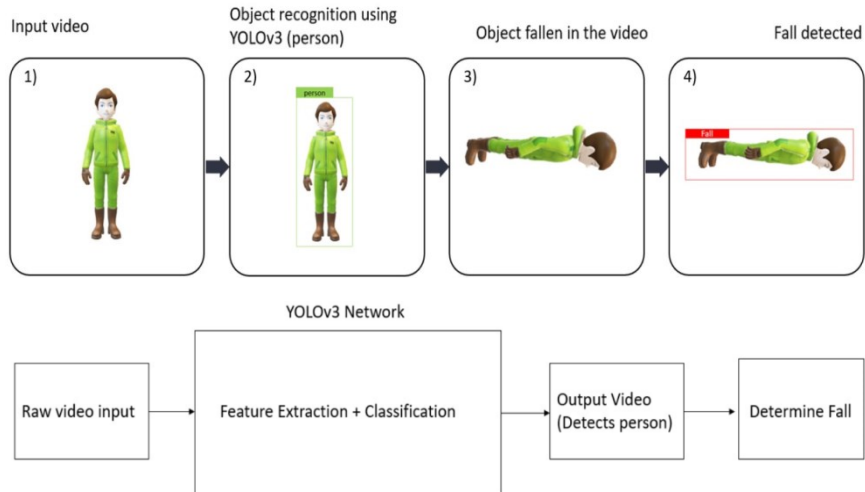 Input video
Object recognition using
YOLOv3 (person)
Object fallen in the video
Fall detected
1)
2)
person
3)
4)
Fall
YOLOv3 Network
Raw video input
Feature Extraction + Classification
Output Video
(Detects person)
Determine Fall